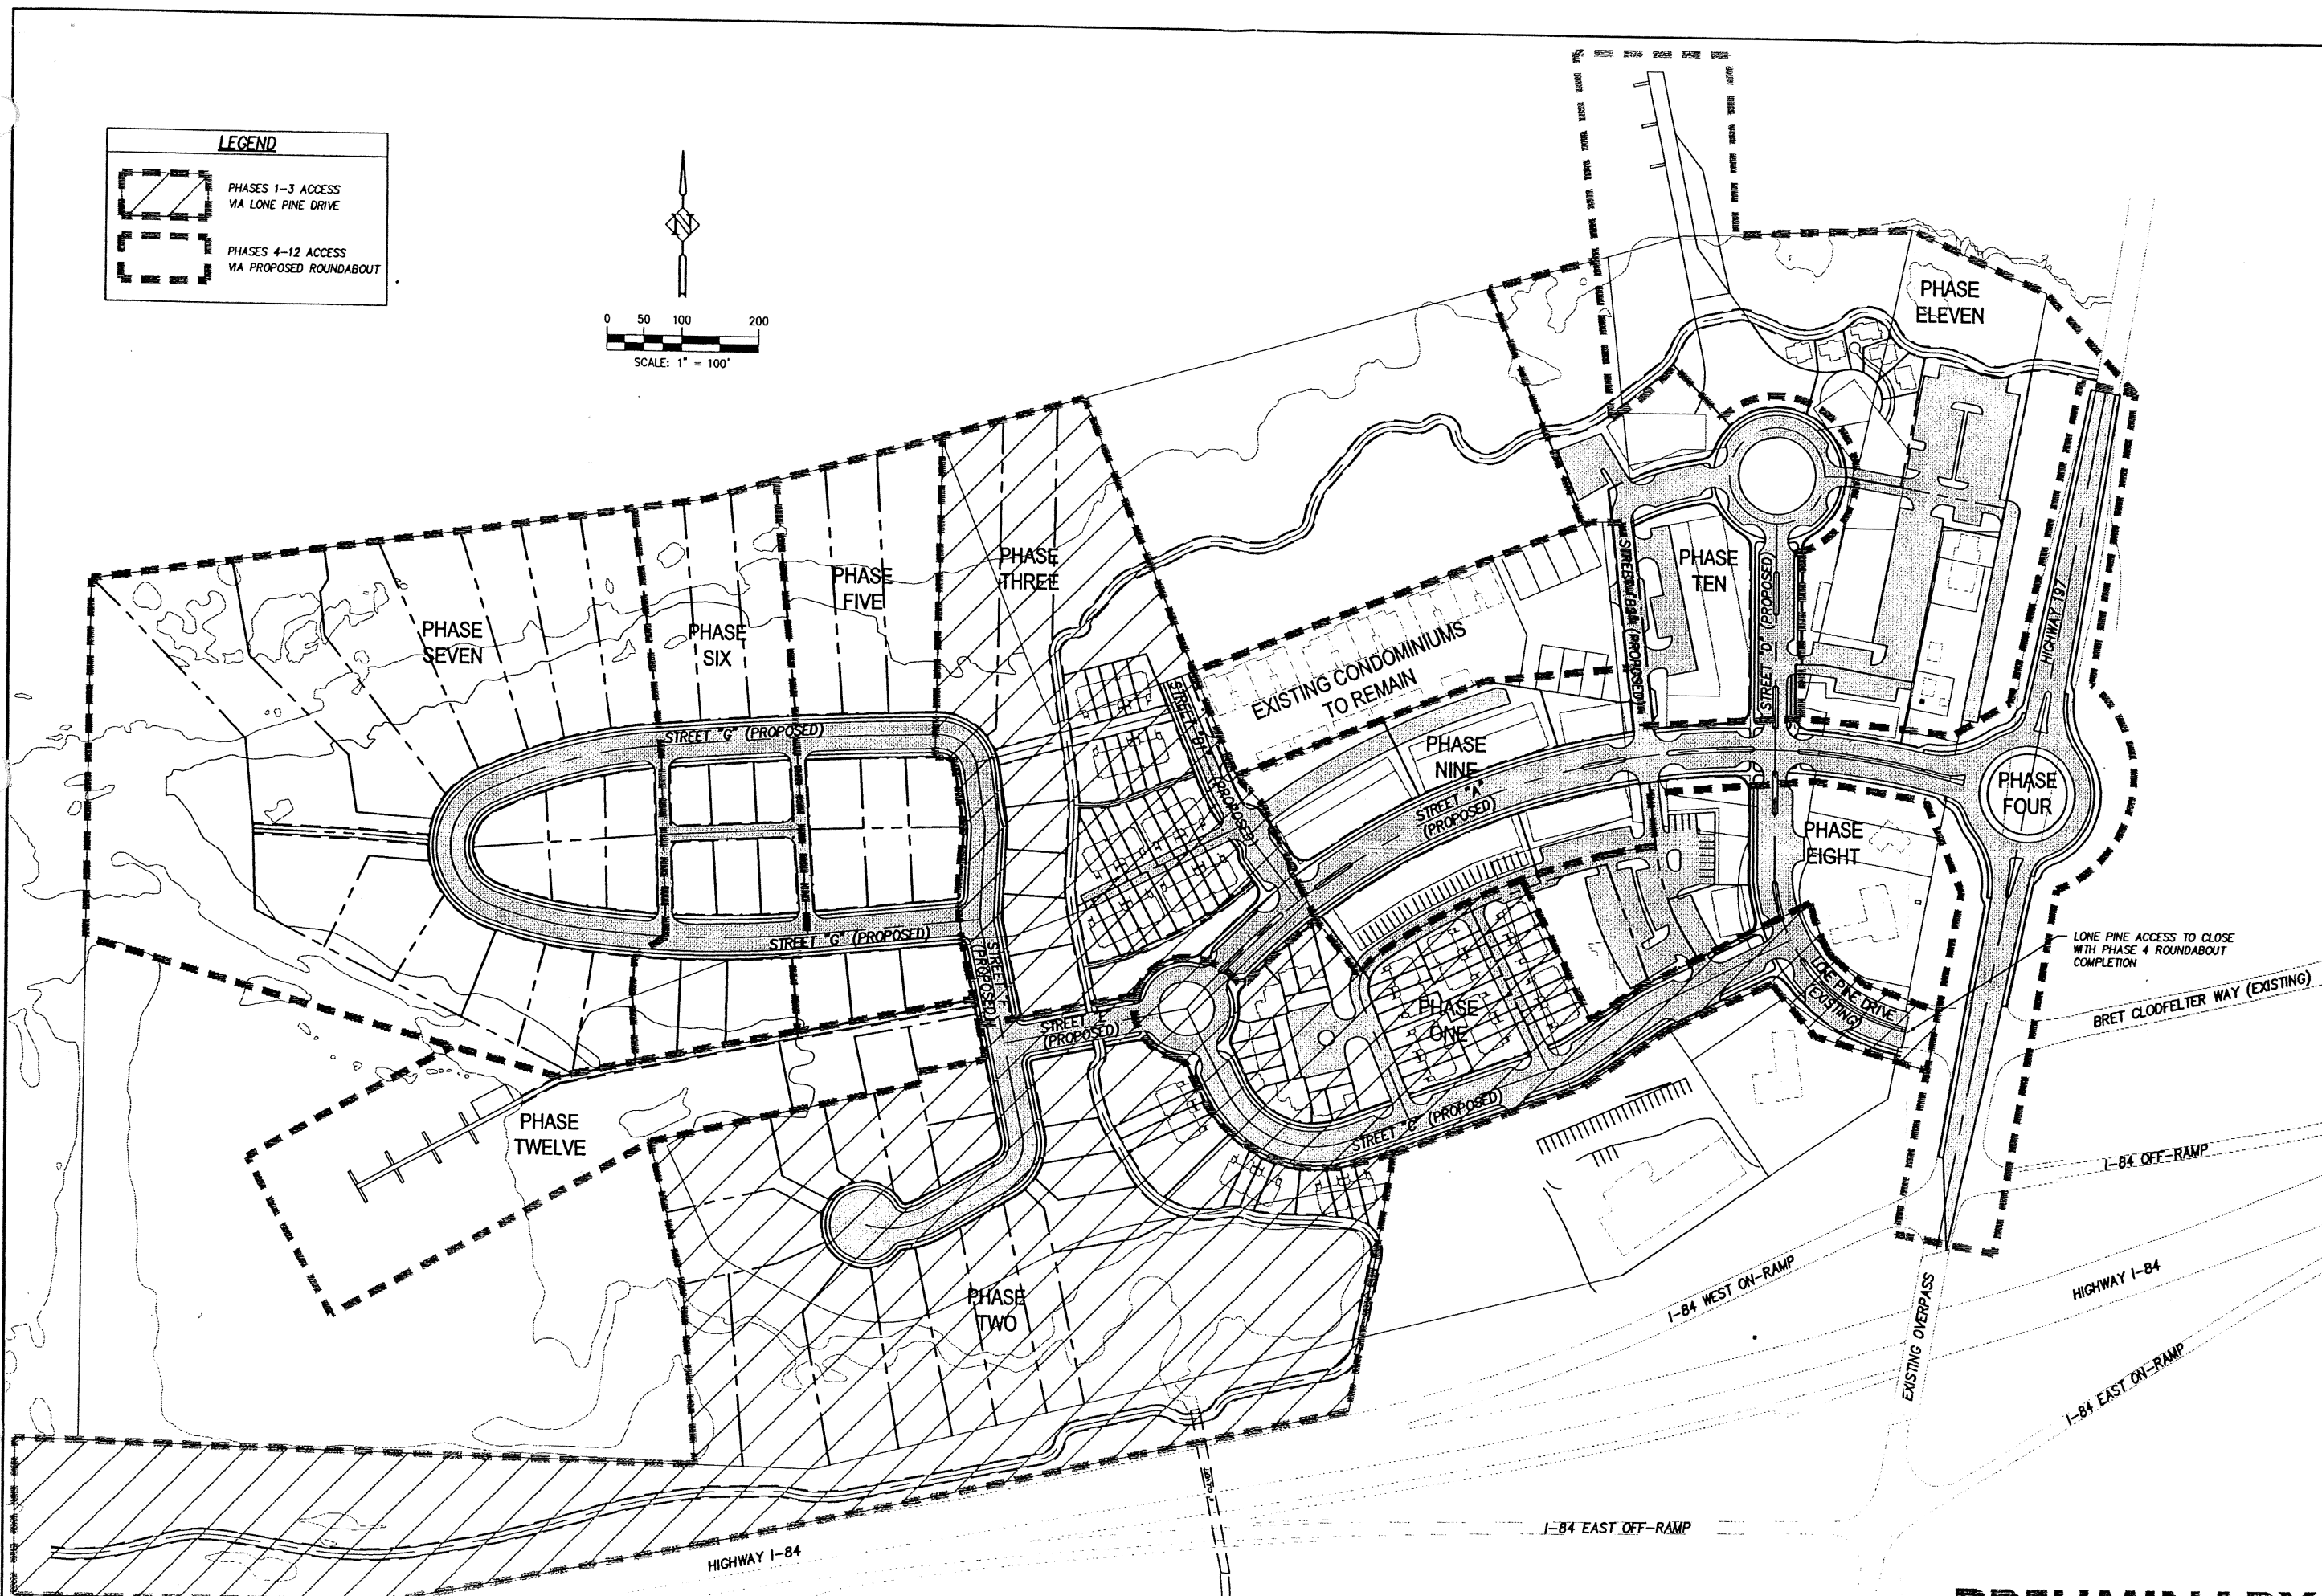 LEGEND
PHASES 1-3 ACCESS
VIA LONE PINE DRIVE
PHASES 4-12 ACCESS
VIA PROPOSED ROUNDABOUT
N
0 50 100 200
SCALE: 1" = 100'
PHASE
ELEVEN
PHASE
THREE
PHASE
FIVE
PHASE
SIX
PHASE
SEVEN
PHASE
TEN
STREET "D" (PROPOSED)
HIGHWAY 197
EXISTING CONDOMINIUMS
TO REMAIN
STREET "G" (PROPOSED)
PHASE
NINE
STREET "A"
(PROPOSED)
PHASE
FOUR
PHASE
EIGHT
STREET "B1"
(PROPOSED)
STREET "G" (PROPOSED)
STREET "F"
(PROPOSED)
LONE PINE ACCESS TO CLOSE
WITH PHASE 4 ROUNDABOUT
COMPLETION
LONE PINE DRIVE
(EXISTING)
BRET CLODFELTER WAY (EXISTING)
PHASE
ONE
STREET
(PROPOSED)
STREET "C" (PROPOSED)
PHASE
TWELVE
I-84 OFF-RAMP
PHASE
TWO
I-84 WEST ON-RAMP
HIGHWAY I-84
EXISTING OVERPASS
I-84 EAST ON-RAMP
I-84 EAST OFF-RAMP
HIGHWAY I-84